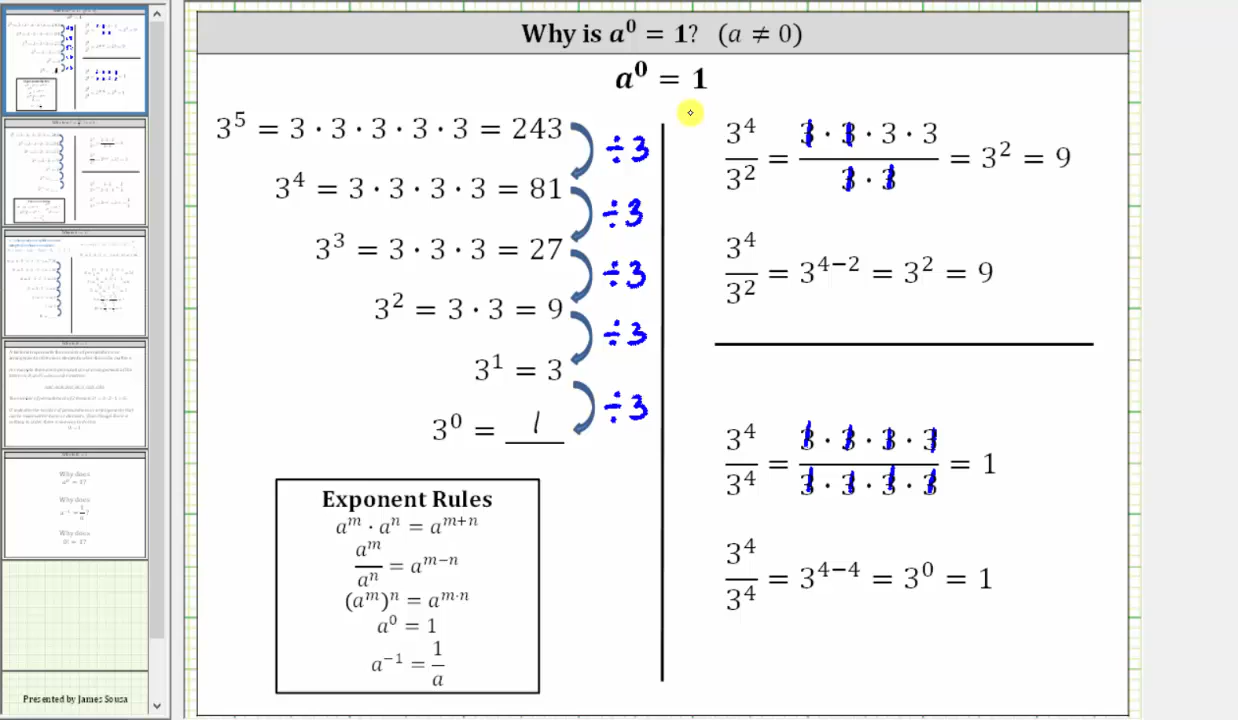 Why is a⁰ = 1? (a ≠ 0)
a⁰ = 1
3⁵ = 3 · 3 · 3 · 3 · 3 = 243
÷3
3⁴ = 3 · 3 · 3 · 3 = 81
÷3
3³ = 3 · 3 · 3 = 27
÷3
3² = 3 · 3 = 9
÷3
3¹ = 3
÷3
3⁰ = 1
Exponent Rules
aᵐ · aⁿ = aᵐ⁺ⁿ
aᵐ/aⁿ = aᵐ⁻ⁿ
(aᵐ)ⁿ = aᵐ·ⁿ
a⁰ = 1
a⁻¹ = 1/a
3⁴/3² = 3 · 3 · 3 · 3 / 3 · 3 = 3² = 9
3⁴/3² = 3⁴⁻² = 3² = 9
3⁴/3⁴ = 3 · 3 · 3 · 3 / 3 · 3 · 3 · 3 = 1
3⁴/3⁴ = 3⁴⁻⁴ = 3⁰ = 1
Why does
a⁰ = 1?
Why does
a⁻¹ = 1/a?
Why does
0! = 1?
Presented by James Sousa